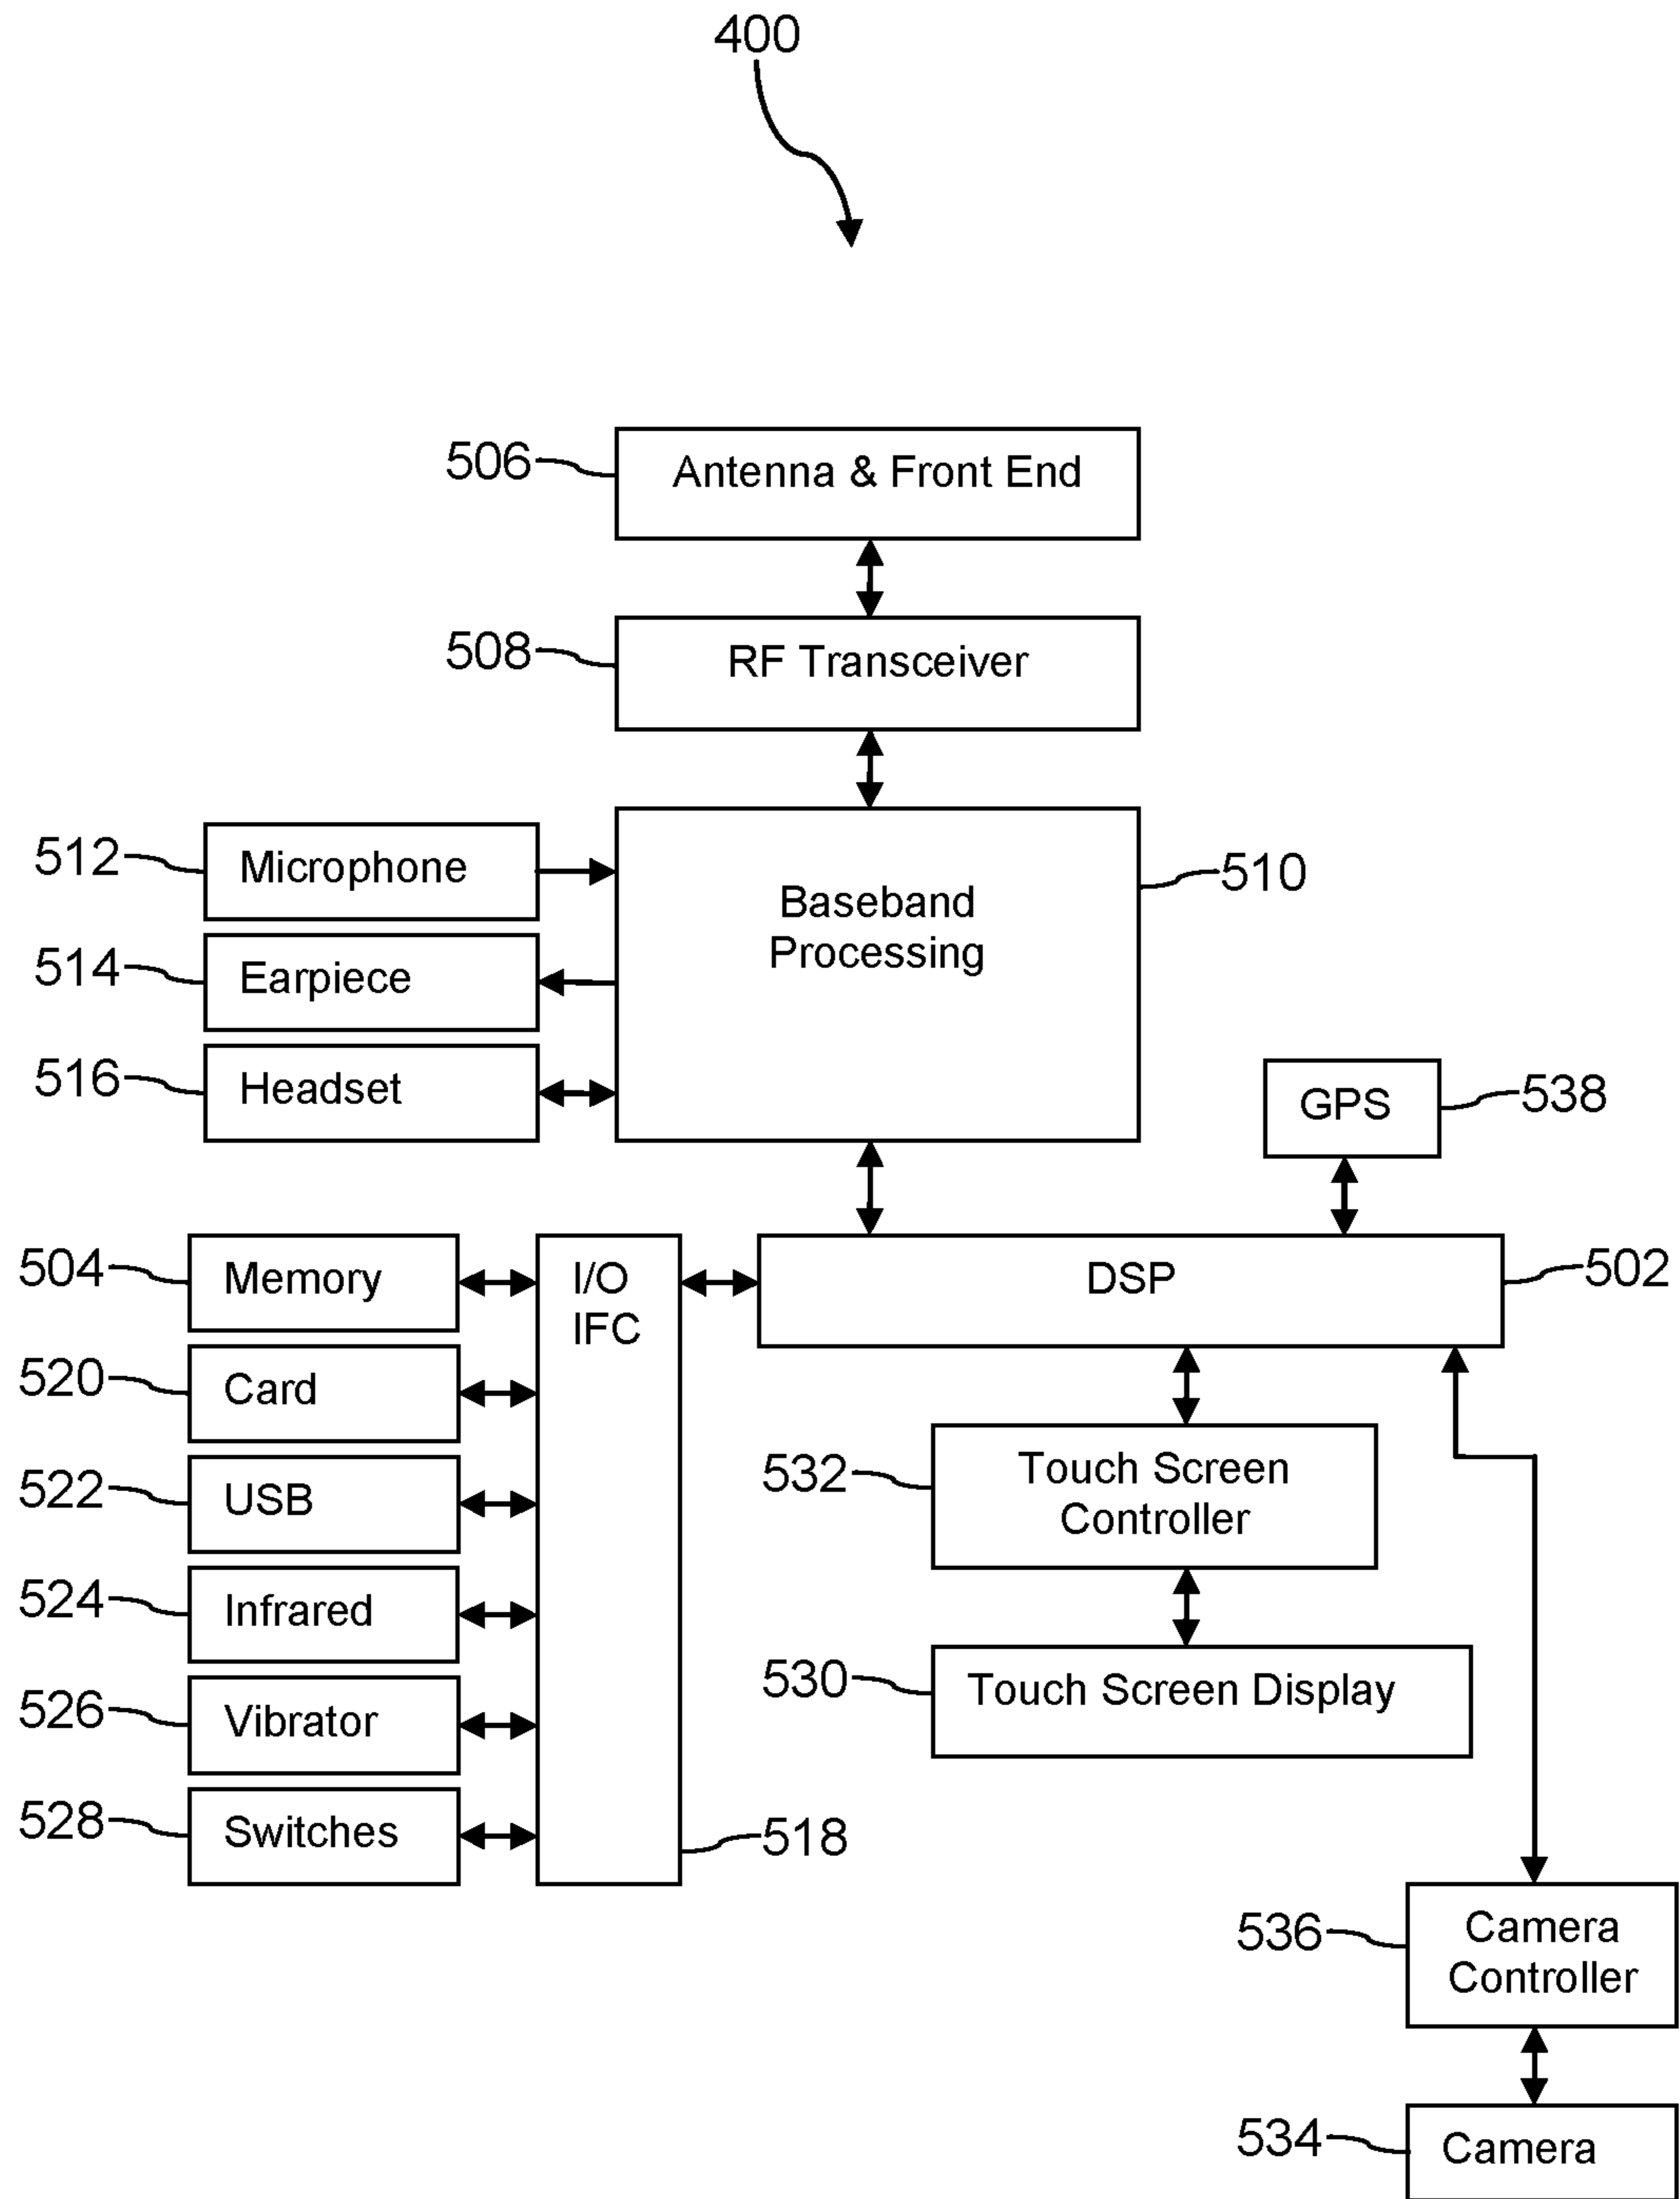 400
506
Antenna & Front End
508
RF Transceiver
512
Microphone
Baseband
Processing
510
514
Earpiece
516
Headset
GPS
538
504
Memory
I/O
IFC
DSP
502
520
Card
522
USB
532
Touch Screen
Controller
524
Infrared
526
Vibrator
530
Touch Screen Display
528
Switches
518
536
Camera
Controller
534
Camera